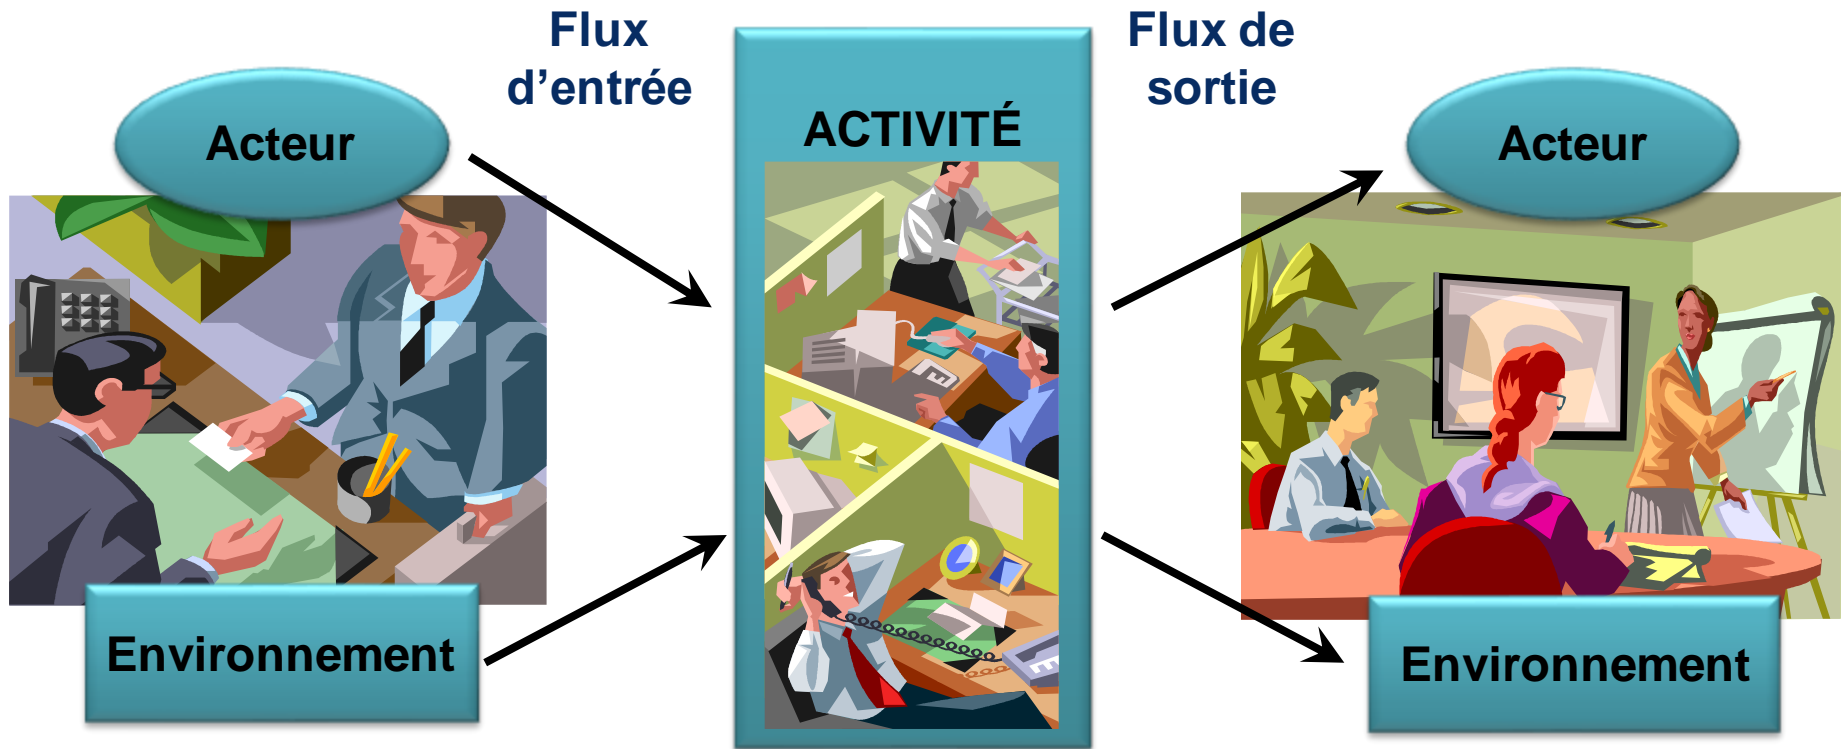 Flux
d’entrée
Flux de
sortie
Acteur
ACTIVITÉ
Acteur
Environnement
Environnement